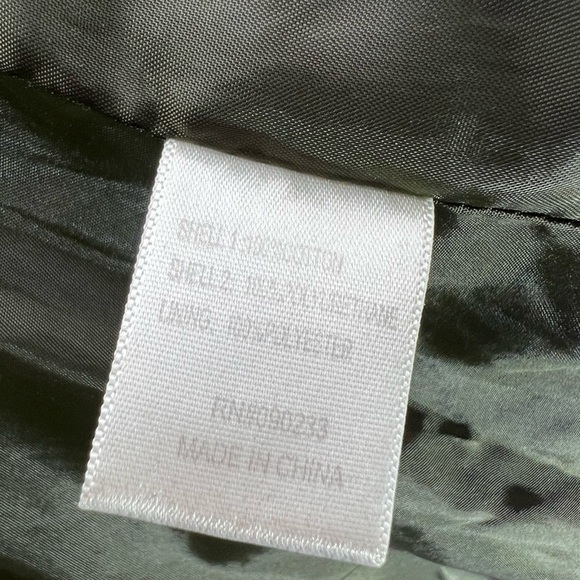 SHELL 1:100%COTTON
SHELL 2: 100%POLYURETHANE
LINING: 100%POLYESTER
RN#090233
MADE IN CHINA